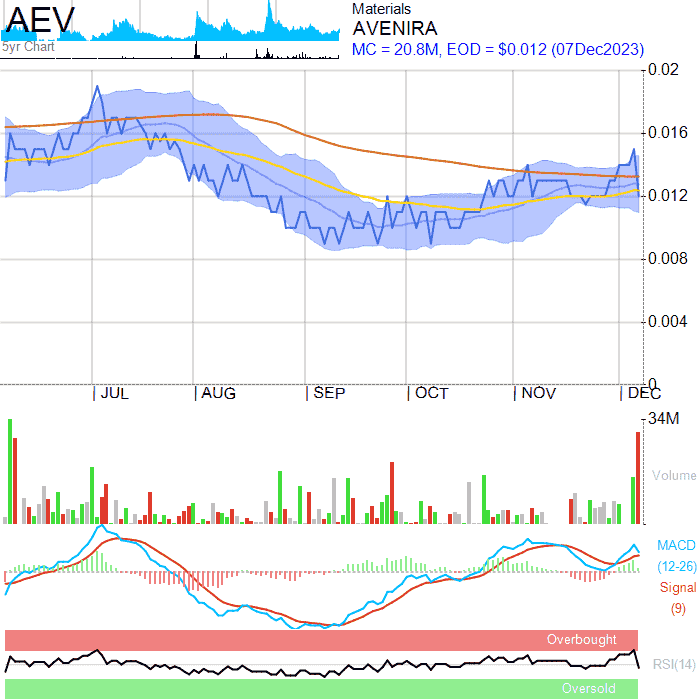 AEV
5yr Chart
Materials
AVENIRA
MC = 20.8M, EOD = $0.012 (07Dec2023)
0.02
0.016
0.012
0.008
0.004
0
JUL AUG SEP OCT NOV DEC
34M
Volume
MACD
(12-26)
Signal
(9)
Overbought
RSI(14)
Oversold